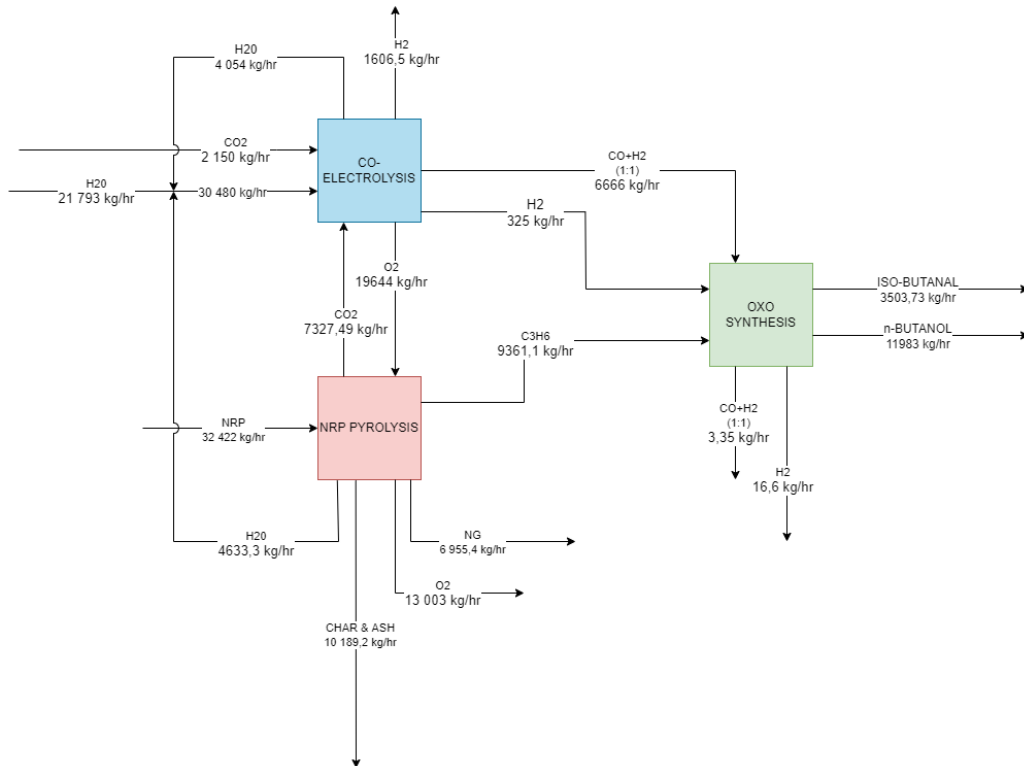 H2
1606,5 kg/hr
H20
4 054 kg/hr
CO2
2 150 kg/hr
H20
21 793 kg/hr
30 480 kg/hr
CO-
ELECTROLYSIS
CO+H2
(1:1)
6666 kg/hr
H2
325 kg/hr
O2
19644 kg/hr
CO2
7327,49 kg/hr
C3H6
9361,1 kg/hr
OXO
SYNTHESIS
ISO-BUTANAL
3503,73 kg/hr
n-BUTANOL
11983 kg/hr
NRP
32 422 kg/hr
NRP PYROLYSIS
CO+H2
(1:1)
3,35 kg/hr
H2
16,6 kg/hr
H20
4633,3 kg/hr
NG
6 955,4 kg/hr
O2
13 003 kg/hr
CHAR & ASH
10 189,2 kg/hr